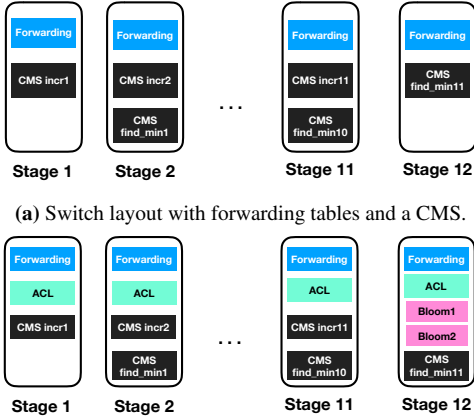 Forwarding Forwarding Forwarding Forwarding
CMS incr1 CMS incr2 CMS incr11 CMS
find_min11
CMS
find_min1
...
CMS
find_min10
Stage 1 Stage 2 Stage 11 Stage 12
(a) Switch layout with forwarding tables and a CMS.
Forwarding Forwarding Forwarding Forwarding
ACL ACL ACL ACL
Bloom1
CMS incr1 CMS incr2 CMS incr11
Bloom2
...
CMS
find_min1
CMS
find_min10
CMS
find_min11
Stage 1 Stage 2 Stage 11 Stage 12